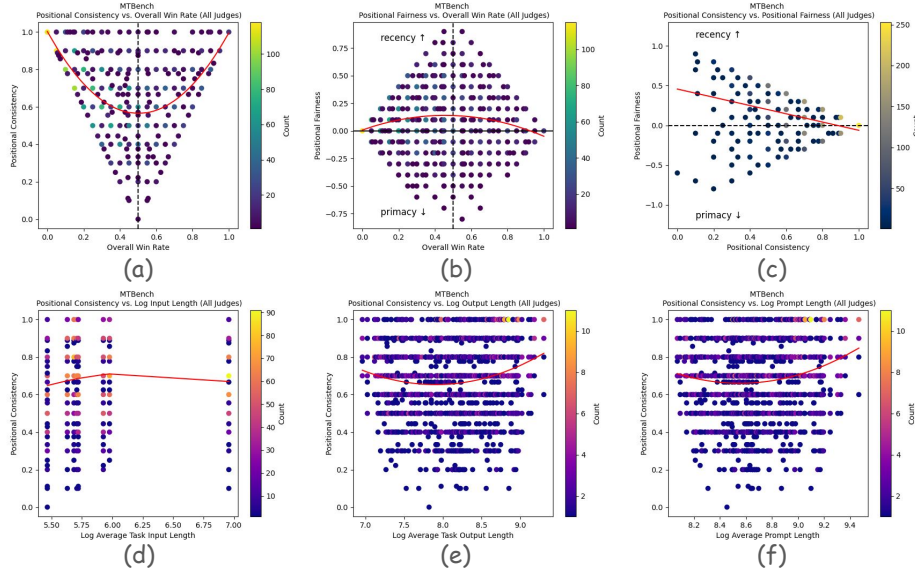 MTBench
Positional Consistency vs. Overall Win Rate (All Judges)
Positional Consistency
1.0
0.8
0.6
0.4
0.2
0.0
0.0 0.2 0.4 0.6 0.8 1.0
Overall Win Rate
120
100
80
60
40
20
Count
(a)
MTBench
Positional Fairness vs. Overall Win Rate (All Judges)
recency ↑
primacy ↓
Positional Fairness
0.75
0.50
0.25
0.00
−0.25
−0.50
−0.75
0.0 0.2 0.4 0.6 0.8 1.0
Overall Win Rate
100
80
60
40
20
Count
(b)
MTBench
Positional Consistency vs. Positional Fairness (All Judges)
recency ↑
primacy ↓
Positional Fairness
1.0
0.5
0.0
−0.5
−1.0
0.0 0.2 0.4 0.6 0.8 1.0
Positional Consistency
250
200
150
100
50
(c)
MTBench
Positional Consistency vs. Log Input Length (All Judges)
Positional Consistency
1.0
0.8
0.6
0.4
0.2
0.0
5.50 5.75 6.00 6.25 6.50 6.75 7.00
Log Average Task Input Length
90
80
70
60
50
40
30
20
10
Count
(d)
MTBench
Positional Consistency vs. Log Output Length (All Judges)
Positional Consistency
1.0
0.8
0.6
0.4
0.2
0.0
7.0 7.5 8.0 8.5 9.0
Log Average Task Output Length
10
8
6
4
2
Count
(e)
MTBench
Positional Consistency vs. Log Prompt Length (All Judges)
Positional Consistency
1.0
0.8
0.6
0.4
0.2
0.0
8.2 8.4 8.6 8.8 9.0 9.2 9.4
Log Average Prompt Length
10
8
6
4
2
Count
(f)